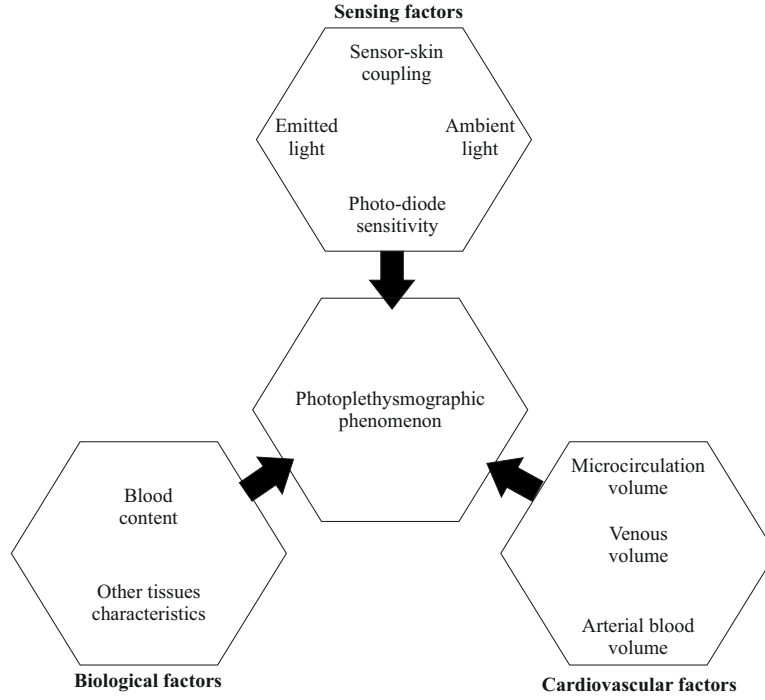 Sensing factors
Sensor-skin
coupling
Emitted
light
Ambient
light
Photo-diode
sensitivity
Photoplethysmographic
phenomenon
Blood
content
Other tissues
characteristics
Biological factors
Microcirculation
volume
Venous
volume
Arterial blood
volume
Cardiovascular factors